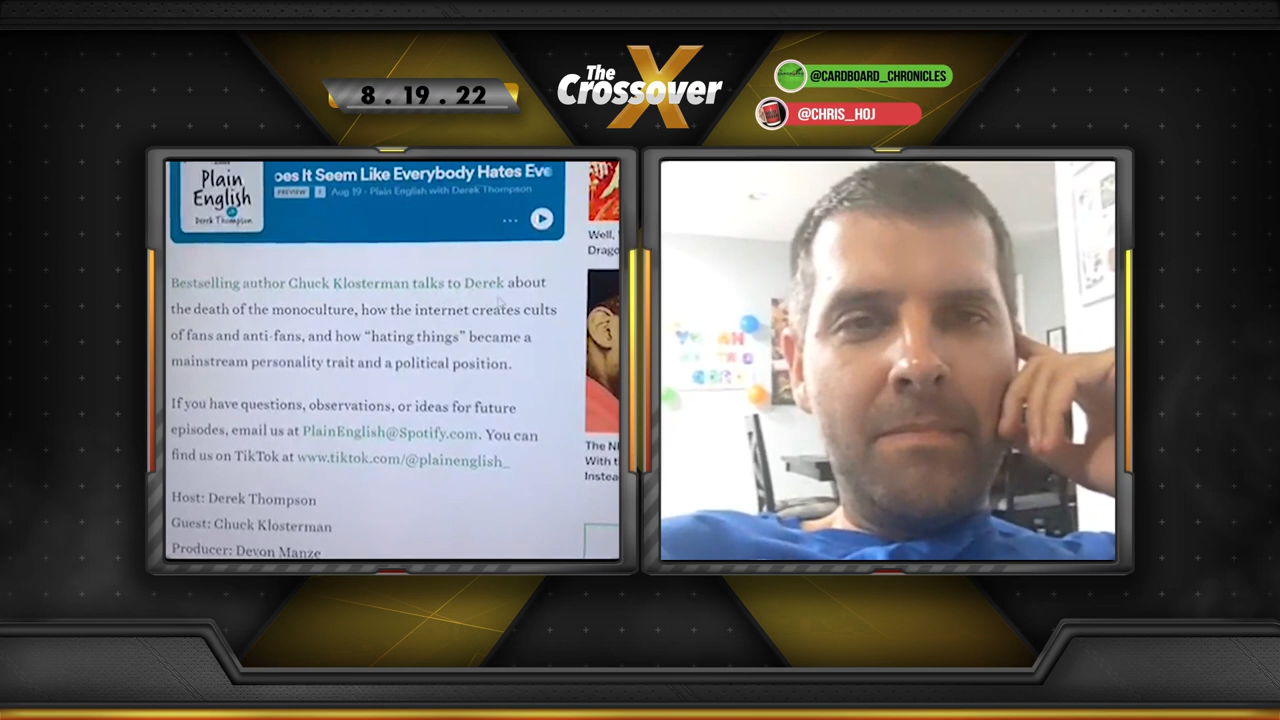 8.19.22
The
Crossover
X
@CARDBOARD_CHRONICLES
@CHRIS_HOJ
Plain
English
Derek Thompson
oes It Seem Like Everybody Hates Eve
PREVIEW
Aug 19 · Plain English with Derek Thompson
Bestselling author Chuck Klosterman talks to Derek about
the death of the monoculture, how the internet creates cults
of fans and anti-fans, and how “hating things” became a
mainstream personality trait and a political position.
If you have questions, observations, or ideas for future
episodes, email us at PlainEnglish@Spotify.com. You can
find us on TikTok at www.tiktok.com/@plainenglish_
Host: Derek Thompson
Guest: Chuck Klosterman
Producer: Devon Manze
Well,
Drago
The N
With t
Instea